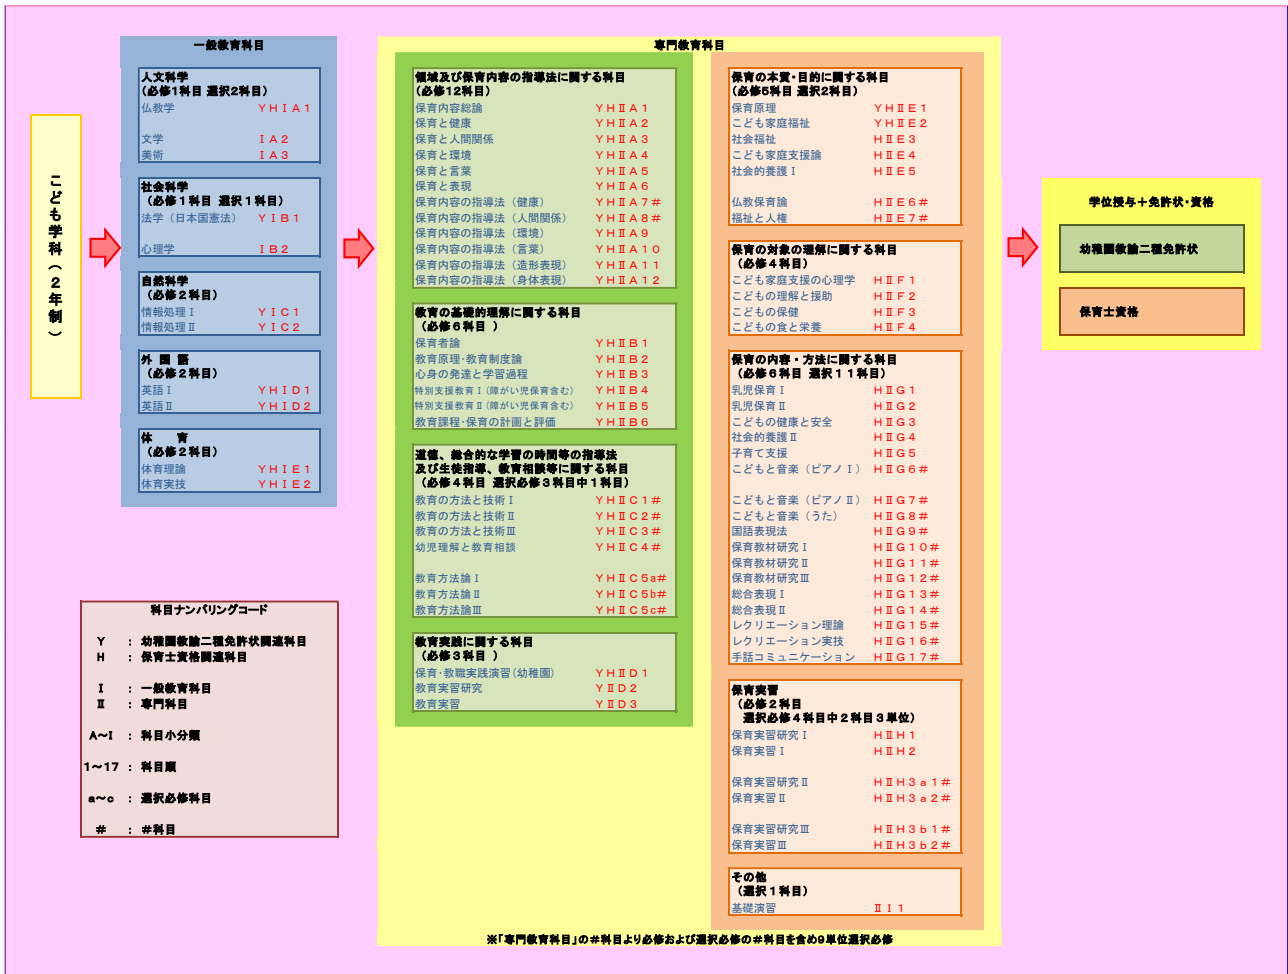 こども学科(2年制)
一般教育科目
人文科学
(必修1科目 選択2科目)
仏教学 YHIA1
文学 IA2
美術 IA3
社会科学
(必修1科目 選択1科目)
法学(日本国憲法) YIB1
心理学 IB2
自然科学
(必修2科目)
情報処理Ⅰ YIC1
情報処理Ⅱ YIC2
外 国 語
(必修2科目)
英語Ⅰ YHID1
英語Ⅱ YHID2
体 育
(必修2科目)
体育理論 YHIE1
体育実技 YHIE2
科目ナンバリングコード
Y : 幼稚園教諭二種免許状関連科目
H : 保育士資格関連科目
I : 一般教育科目
Ⅱ : 専門科目
A~I : 科目小分類
1~17 : 科目順
a~c : 選択必修科目
# : #科目
専門教育科目
領域及び保育内容の指導法に関する科目
(必修12科目)
保育内容総論 YHⅡA1
保育と健康 YHⅡA2
保育と人間関係 YHⅡA3
保育と環境 YHⅡA4
保育と言葉 YHⅡA5
保育と表現 YHⅡA6
保育内容の指導法(健康) YHⅡA7#
保育内容の指導法(人間関係) YHⅡA8#
保育内容の指導法(環境) YHⅡA9
保育内容の指導法(言葉) YHⅡA10
保育内容の指導法(造形表現) YHⅡA11
保育内容の指導法(身体表現) YHⅡA12
教育の基礎的理解に関する科目
(必修6科目 )
保育者論 YHⅡB1
教育原理・教育制度論 YHⅡB2
心身の発達と学習過程 YHⅡB3
特別支援教育Ⅰ(障がい児保育含む) YHⅡB4
特別支援教育Ⅱ(障がい児保育含む) YHⅡB5
教育課程・保育の計画と評価 YHⅡB6
道徳、総合的な学習の時間等の指導法
及び生徒指導、教育相談等に関する科目
(必修4科目 選択必修3科目中1科目)
教育の方法と技術Ⅰ YHⅡC1#
教育の方法と技術Ⅱ YHⅡC2#
教育の方法と技術Ⅲ YHⅡC3#
幼児理解と教育相談 YHⅡC4#
教育方法論Ⅰ YHⅡC5a#
教育方法論Ⅱ YHⅡC5b#
教育方法論Ⅲ YHⅡC5c#
教育実践に関する科目
(必修3科目 )
保育・教職実践演習(幼稚園) YHⅡD1
教育実習研究 YⅡD2
教育実習 YⅡD3
保育の本質・目的に関する科目
(必修5科目 選択2科目)
保育原理 YHⅡE1
こども家庭福祉 YHⅡE2
社会福祉 HⅡE3
こども家庭支援論 HⅡE4
社会的養護Ⅰ HⅡE5
仏教保育論 HⅡE6#
福祉と人権 HⅡE7#
保育の対象の理解に関する科目
(必修4科目)
こども家庭支援の心理学 HⅡF1
こどもの理解と援助 HⅡF2
こどもの保健 HⅡF3
こどもの食と栄養 HⅡF4
保育の内容・方法に関する科目
(必修6科目 選択11科目)
乳児保育Ⅰ HⅡG1
乳児保育Ⅱ HⅡG2
こどもの健康と安全 HⅡG3
社会的養護Ⅱ HⅡG4
子育て支援 HⅡG5
こどもと音楽(ピアノⅠ) HⅡG6#
こどもと音楽(ピアノⅡ) HⅡG7#
こどもと音楽(うた) HⅡG8#
国語表現法 HⅡG9#
保育教材研究Ⅰ HⅡG10#
保育教材研究Ⅱ HⅡG11#
保育教材研究Ⅲ HⅡG12#
総合表現Ⅰ HⅡG13#
総合表現Ⅱ HⅡG14#
レクリエーション理論 HⅡG15#
レクリエーション実技 HⅡG16#
手話コミュニケーション HⅡG17#
保育実習
(必修2科目
選択必修4科目中2科目3単位)
保育実習研究Ⅰ HⅡH1
保育実習Ⅰ HⅡH2
保育実習研究Ⅱ HⅡH3a1#
保育実習Ⅱ HⅡH3a2#
保育実習研究Ⅲ HⅡH3b1#
保育実習Ⅲ HⅡH3b2#
その他
(選択1科目)
基礎演習 ⅡI1
※「専門教育科目」の#科目より必修および選択必修の#科目を含め9単位選択必修
学位授与+免許状・資格
幼稚園教諭二種免許状
保育士資格